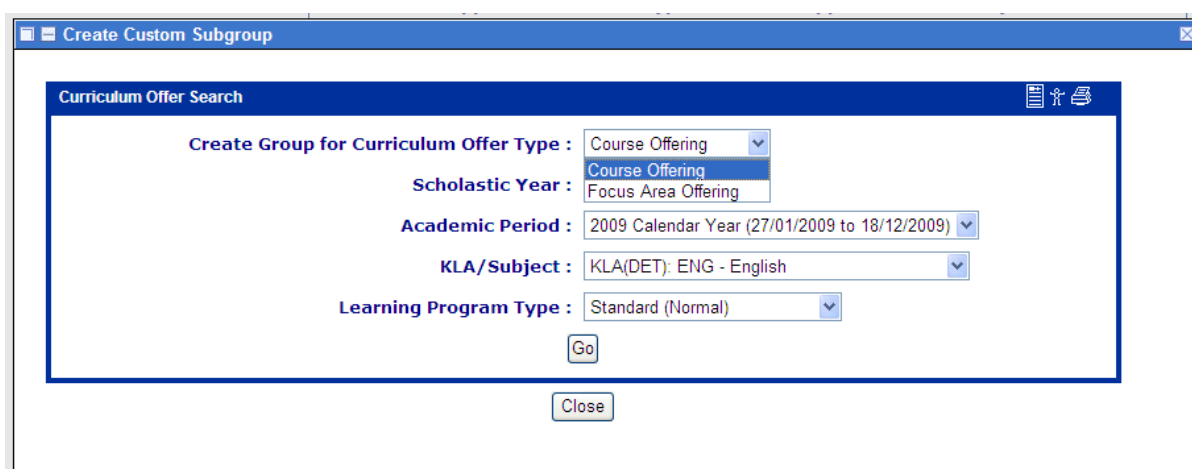 Create Custom Subgroup
Curriculum Offer Search
Create Group for Curriculum Offer Type : Course Offering
Course Offering
Scholastic Year :
Focus Area Offering
Academic Period : 2009 Calendar Year (27/01/2009 to 18/12/2009)
KLA/Subject : KLA(DET): ENG - English
Learning Program Type : Standard (Normal)
Go
Close